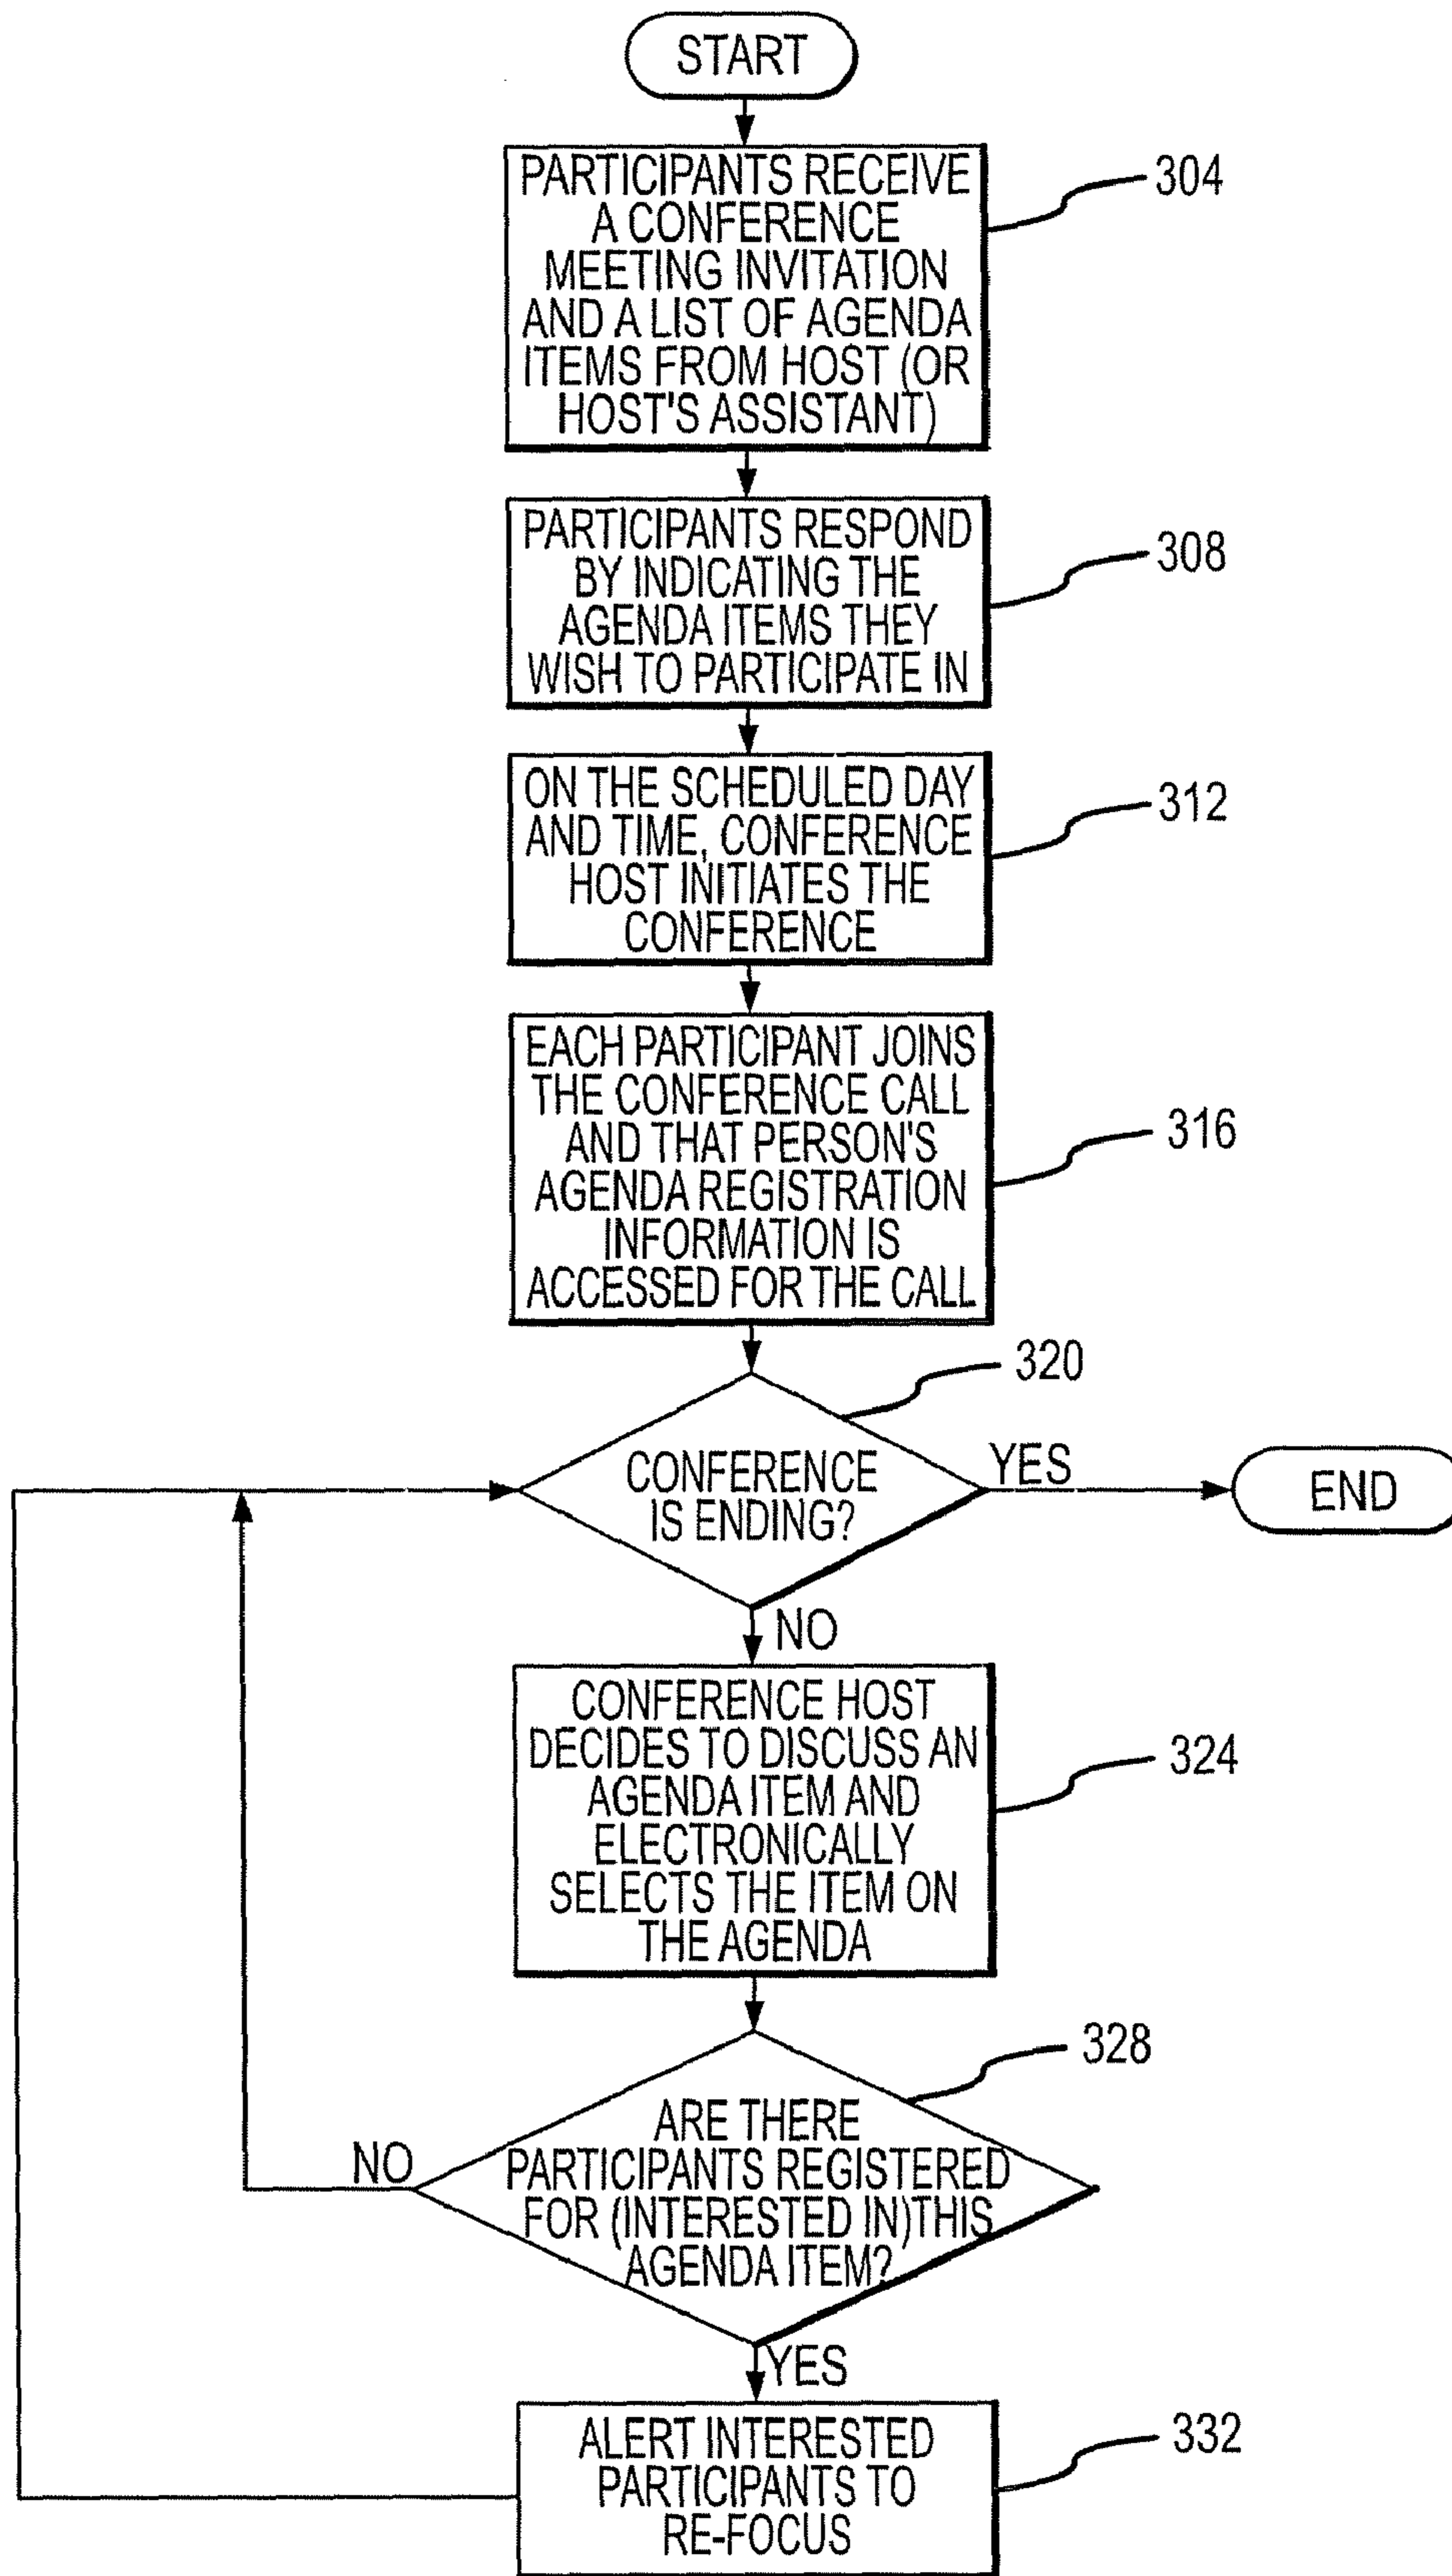 START
PARTICIPANTS RECEIVE
A CONFERENCE
MEETING INVITATION
AND A LIST OF AGENDA
ITEMS FROM HOST (OR
HOST'S ASSISTANT)
304
PARTICIPANTS RESPOND
BY INDICATING THE
AGENDA ITEMS THEY
WISH TO PARTICIPATE IN
308
ON THE SCHEDULED DAY
AND TIME, CONFERENCE
HOST INITIATES THE
CONFERENCE
312
EACH PARTICIPANT JOINS
THE CONFERENCE CALL
AND THAT PERSON'S
AGENDA REGISTRATION
INFORMATION IS
ACCESSED FOR THE CALL
316
320
CONFERENCE
IS ENDING?
YES
END
NO
CONFERENCE HOST
DECIDES TO DISCUSS AN
AGENDA ITEM AND
ELECTRONICALLY
SELECTS THE ITEM ON
THE AGENDA
324
328
ARE THERE
PARTICIPANTS REGISTERED
FOR (INTERESTED IN)THIS
AGENDA ITEM?
NO
YES
ALERT INTERESTED
PARTICIPANTS TO
RE-FOCUS
332